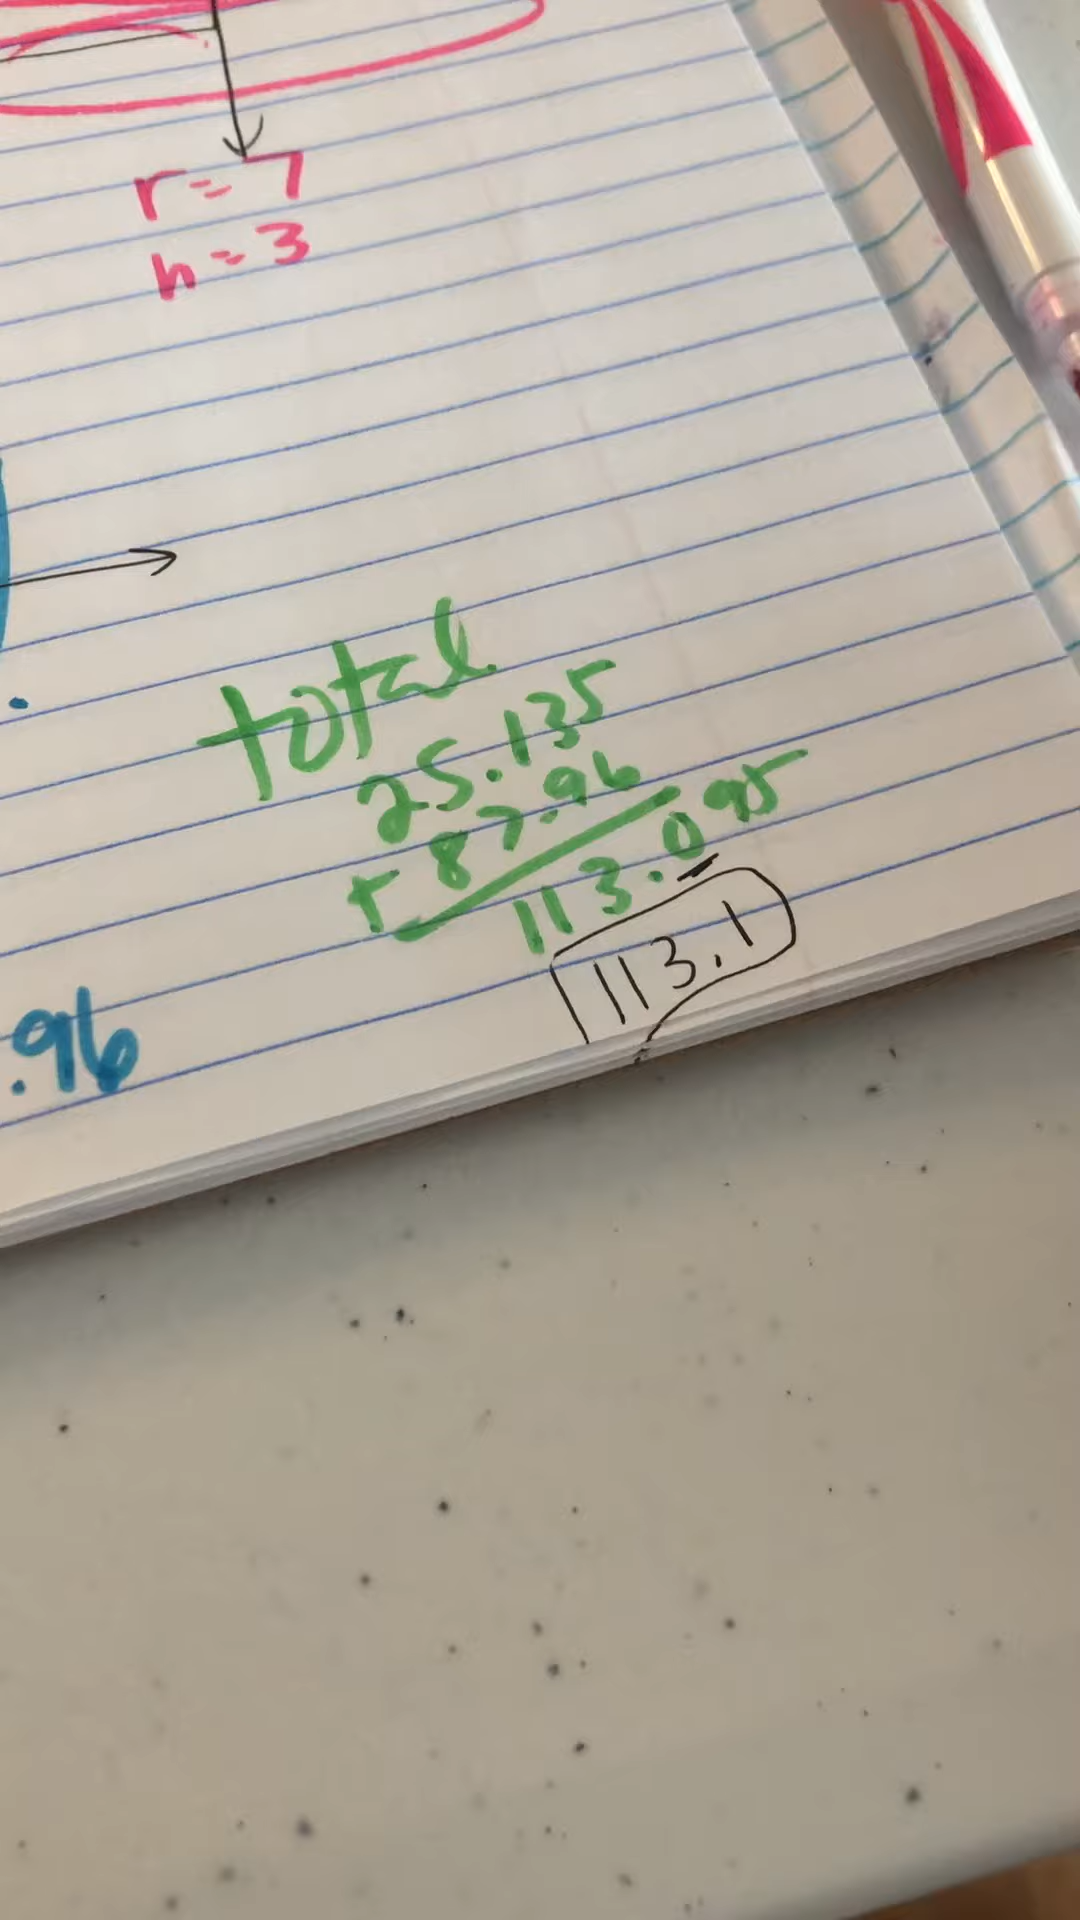 r = 7
h = 3
total
25.135
+ 87.96
113.095
113.1
.96